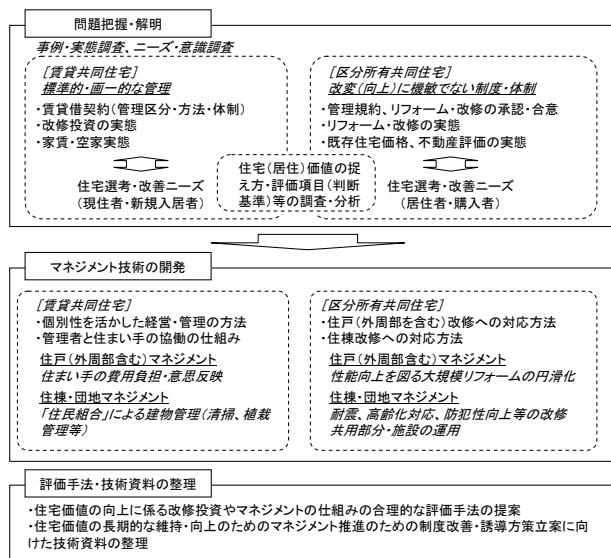 問題把握・解明
事例・実態調査、ニーズ・意識調査
[賃貸共同住宅]
標準的・画一的な管理
・賃貸借契約(管理区分・方法・体制)
・改修投資の実態
・家賃・空家実態
住宅選考・改善ニーズ
(現住者・新規入居者)
[区分所有共同住宅]
改変(向上)に機敏でない制度・体制
・管理規約、リフォーム・改修の承認・合意
・リフォーム・改修の実態
・既存住宅価格、不動産評価の実態
住宅選考・改善ニーズ
(居住者・購入者)
住宅(居住)価値の捉
え方・評価項目(判断
基準)等の調査・分析
マネジメント技術の開発
[賃貸共同住宅]
・個別性を活かした経営・管理の方法
・管理者と住まい手の協働の仕組み
住戸(外周部含む)マネジメント
住まい手の費用負担・意思反映
住棟・団地マネジメント
「住民組合」による建物管理(清掃、植栽
管理等)
[区分所有共同住宅]
・住戸(外周部を含む)改修への対応方法
・住棟改修への対応方法
住戸(外周部含む)マネジメント
性能向上を図る大規模リフォームの円滑化
住棟・団地マネジメント
耐震、高齢化対応、防犯性向上等の改修
共用部分・施設の運用
評価手法・技術資料の整理
・住宅価値の向上に係る改修投資やマネジメントの仕組みの合理的な評価手法の提案
・住宅価値の長期的な維持・向上のためのマネジメント推進のための制度改善・誘導方策立案に向
けた技術資料の整理